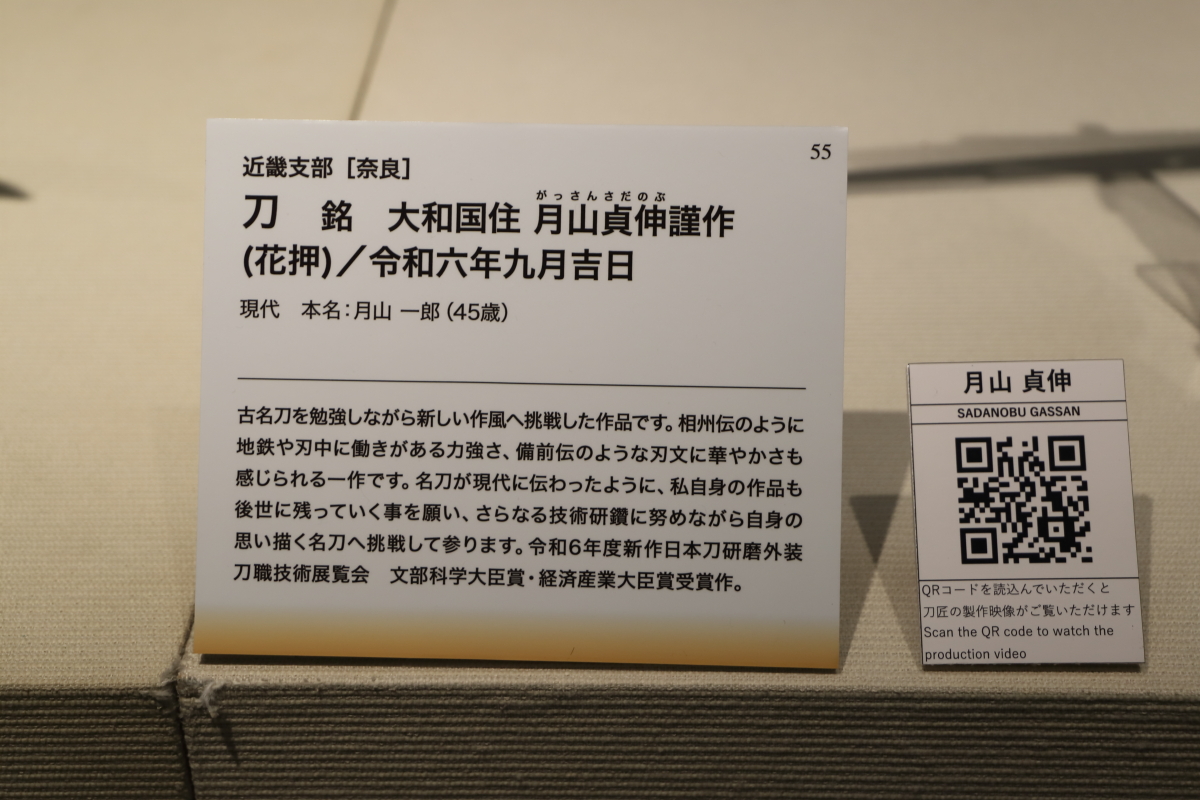 55
近畿支部［奈良］
がっさんさだのぶ
刀　銘　大和国住 月山貞伸謹作
(花押)／令和六年九月吉日
現代　本名：月山 一郎（45歳）
古名刀を勉強しながら新しい作風へ挑戦した作品です。相州伝のように
地鉄や刃中に働きがある力強さ、備前伝のような刃文に華やかさも
感じられる一作です。名刀が現代に伝わったように、私自身の作品も
後世に残っていく事を願い、さらなる技術研鑽に努めながら自身の
思い描く名刀へ挑戦して参ります。令和6年度新作日本刀研磨外装
刀職技術展覧会　文部科学大臣賞・経済産業大臣賞受賞作。
月山 貞伸
SADANOBU GASSAN
QRコードを読込んでいただくと
刀匠の製作映像がご覧いただけます
Scan the QR code to watch the
production video